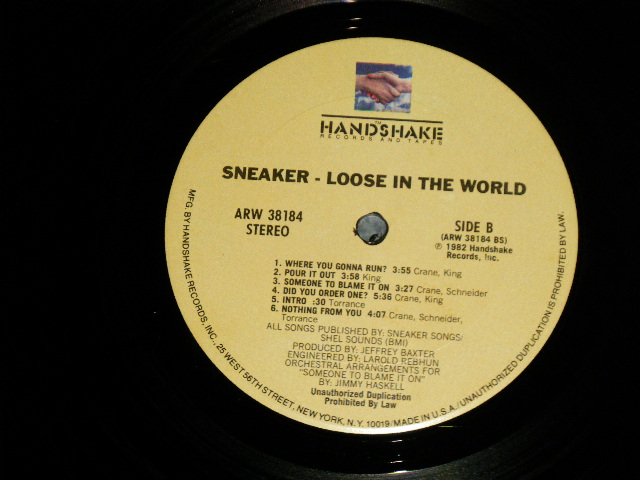 HANDSHAKE
RECORDS AND TAPES
SNEAKER - LOOSE IN THE WORLD
ARW 38184
STEREO
SIDE B
(ARW 38184 BS)
℗ 1982 Handshake
Records, Inc.
1. WHERE YOU GONNA RUN? 3:55 Crane, King
2. POUR IT OUT 3:58 King
3. SOMEONE TO BLAME IT ON 3:27 Crane, Schneider
4. DID YOU ORDER ONE? 5:36 Crane, King
5. INTRO :30 Torrance
6. NOTHING FROM YOU 4:07 Crane, Schneider,
Torrance
ALL SONGS PUBLISHED BY: SNEAKER SONGS:
SHEL SOUNDS (BMI)
PRODUCED BY: JEFFREY BAXTER
ENGINEERED BY: LAROLD REBHUN
ORCHESTRAL ARRANGEMENTS FOR
"SOMEONE TO BLAME IT ON"
BY: JIMMY HASKELL
Unauthorized Duplication
Prohibited By Law
MFG. BY HANDSHAKE RECORDS, INC., 25 WEST 56TH STREET, NEW YORK, N.Y. 10019/MADE IN U.S.A./UNAUTHORIZED DUPLICATION IS PROHIBITED BY LAW.